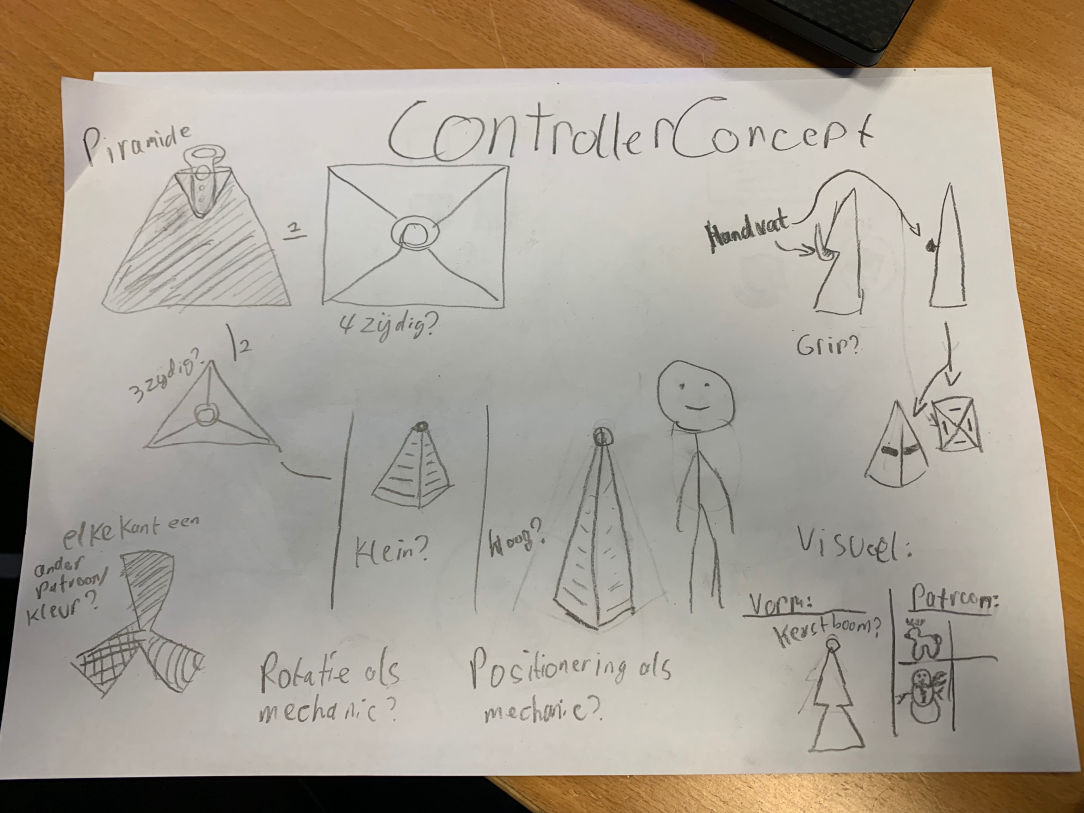 Piramide
ControllerConcept
= 2
4 zijdig?
Handvat
Grip?
3 zijdig?
2
Klein?
Hoog?
elke kant een
ander
Patroon/
kleur?
Visueel:
Vorm:
Kerstboom?
Patroon:
Rotatie als
mechanic?
Positionering als
mechanic?